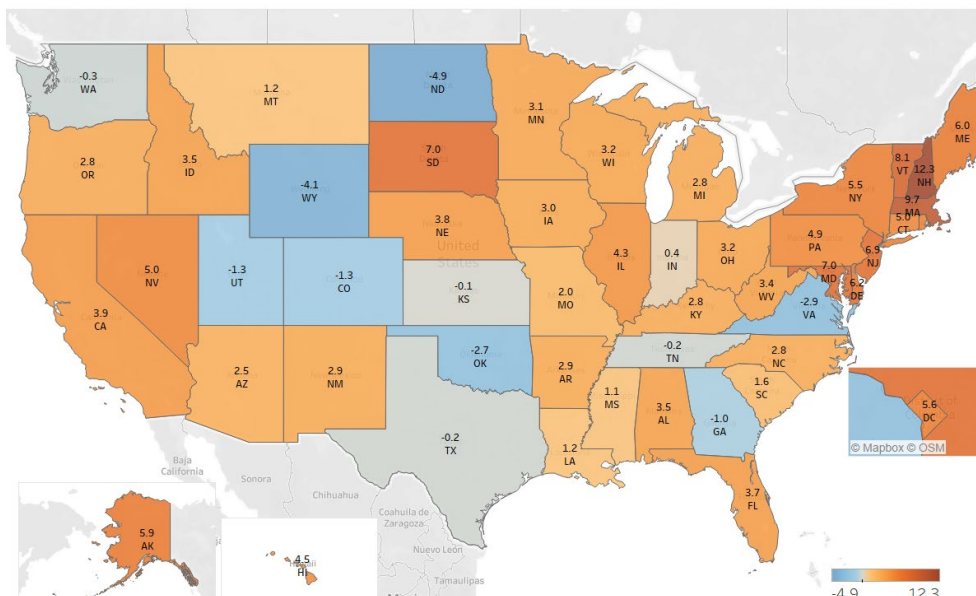 -0.3
WA
1.2
MT
-4.9
ND
3.1
MN
6.0
ME
8.1
VT
12.3
NH
2.8
OR
3.5
ID
-4.1
WY
7.0
SD
3.2
WI
2.8
MI
5.5
NY
9.7
MA
5.0
CT
3.8
NE
3.0
IA
4.9
PA
6.9
NJ
5.0
NV
-1.3
UT
-1.3
CO
United
States
4.3
IL
0.4
IN
3.2
OH
7.0
MD
6.2
DE
3.9
CA
-0.1
KS
2.0
MO
2.8
KY
3.4
WV
-2.9
VA
2.5
AZ
2.9
NM
-2.7
OK
2.9
AR
-0.2
TN
2.8
NC
1.6
SC
-0.2
TX
1.2
LA
1.1
MS
3.5
AL
-1.0
GA
5.6
DC
© Mapbox © OSM
3.7
FL
Baja
California
Sonora
Chihuahua
Coahuila de
Zaragoza
Nuevo León
Tamaulipas
5.9
AK
4.5
HI
-4.9
12.3